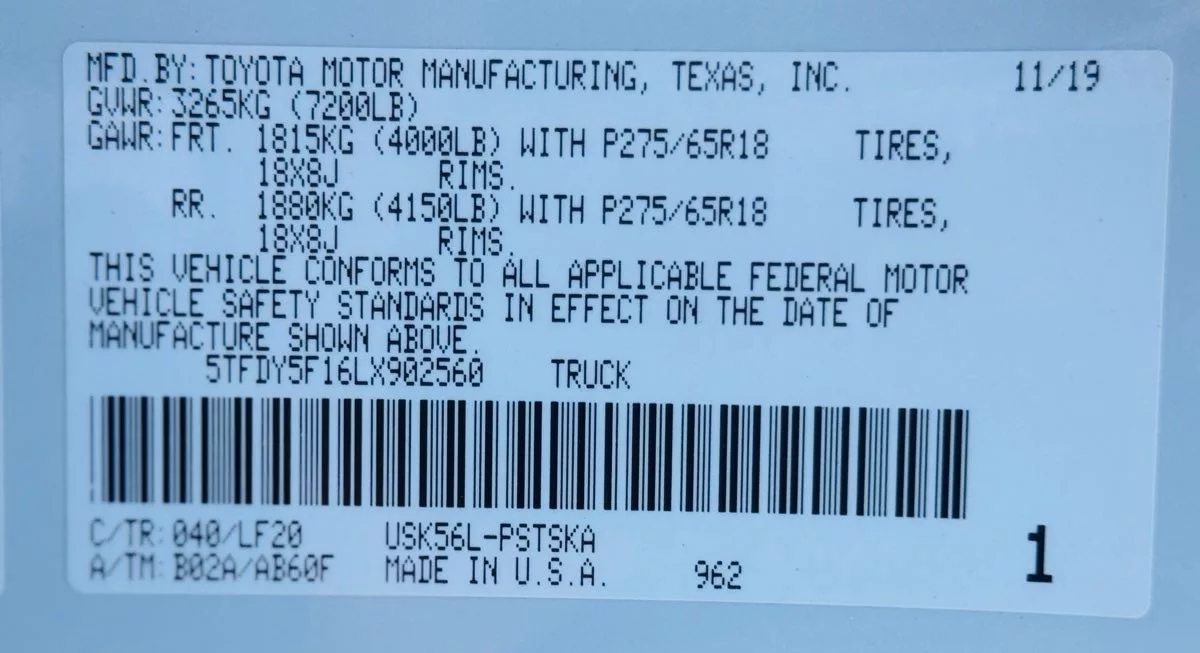 MFD.BY:TOYOTA MOTOR MANUFACTURING, TEXAS, INC. 11/19
GVWR:3265KG (7200LB)
GAWR:FRT. 1815KG (4000LB) WITH P275/65R18 TIRES,
18X8J RIMS.
RR. 1880KG (4150LB) WITH P275/65R18 TIRES,
18X8J RIMS.
THIS VEHICLE CONFORMS TO ALL APPLICABLE FEDERAL MOTOR
VEHICLE SAFETY STANDARDS IN EFFECT ON THE DATE OF
MANUFACTURE SHOWN ABOVE.
5TFDY5F16LX902560 TRUCK
C/TR:040/LF20 USK56L-PSTSKA
A/TM:B02A/AB60F MADE IN U.S.A. 962 1